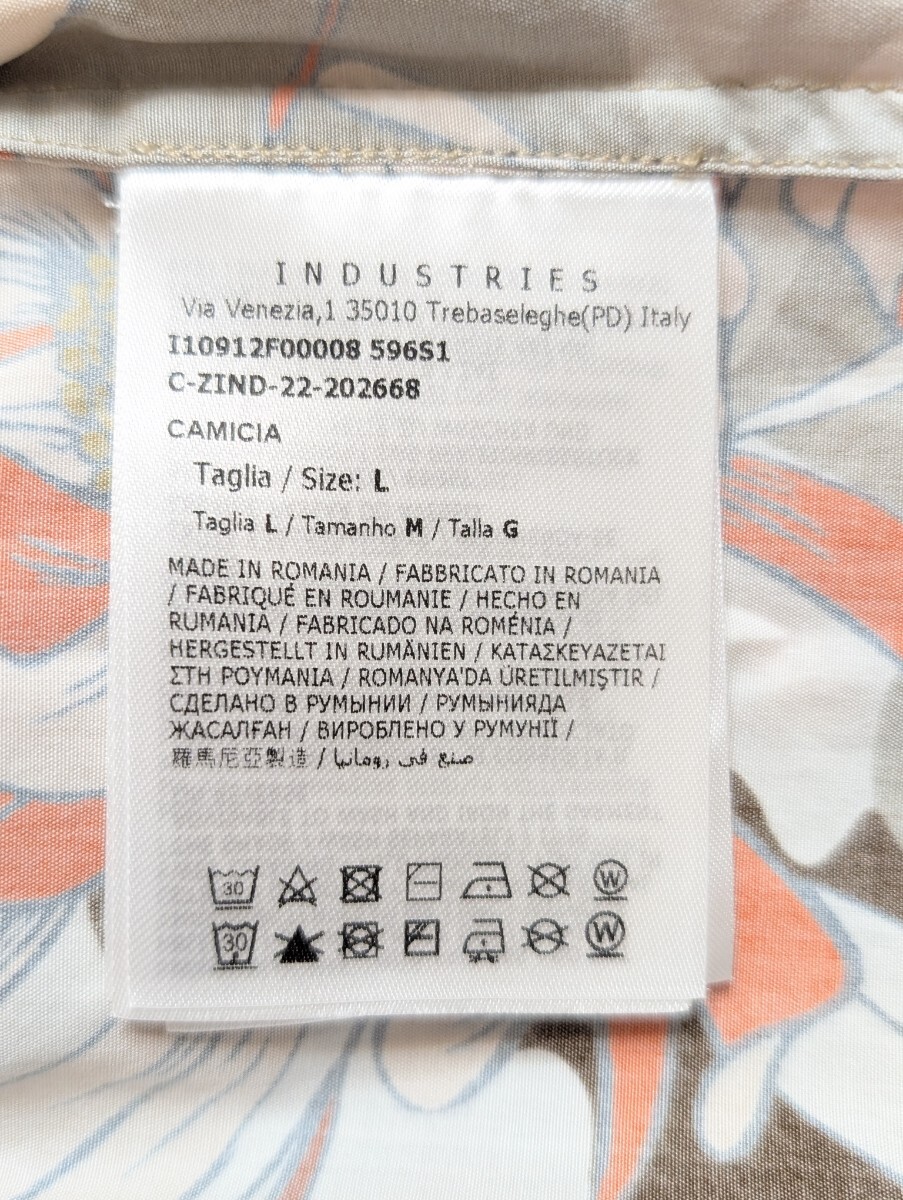 INDUSTRIES
Via Venezia,1 35010 Trebaseleghe(PD) Italy
I10912F00008 596S1
C-ZIND-22-202668
CAMICIA
Taglia / Size: L
Taglia L / Tamanho M / Talla G
MADE IN ROMANIA / FABBRICATO IN ROMANIA
/ FABRIQUÉ EN ROUMANIE / HECHO EN
RUMANIA / FABRICADO NA ROMÉNIA /
HERGESTELLT IN RUMÄNIEN / ΚΑΤΑΣΚΕΥΑΖΕΤΑΙ
ΣΤΗ ΡΟΥΜΑΝΙΑ / ROMANYA'DA ÜRETILMIŞTIR /
СДЕЛАНО В РУМЫНИИ / РУМЫНИЯДА
ЖАСАЛҒАН / ВИРОБЛЕНО У РУМУНІЇ /
羅馬尼亞製造 / صنع في رومانيا
30 W
30 W